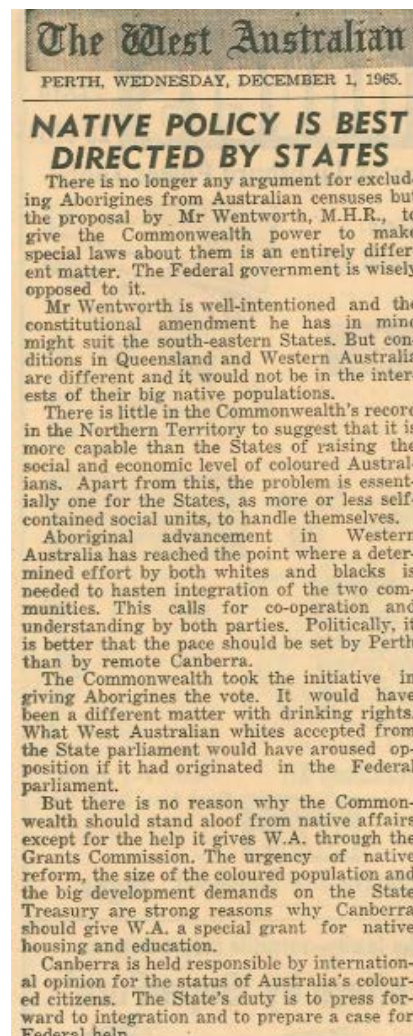 The West Australian
PERTH, WEDNESDAY, DECEMBER 1, 1965.
NATIVE POLICY IS BEST
DIRECTED BY STATES
There is no longer any argument for exclud-
ing Aborigines from Australian censuses but
the proposal by Mr Wentworth, M.H.R., to
give the Commonwealth power to make
special laws about them is an entirely differ-
ent matter. The Federal government is wisely
opposed to it.
Mr Wentworth is well-intentioned and the
constitutional amendment he has in mind
might suit the south-eastern States. But con-
ditions in Queensland and Western Australia
are different and it would not be in the inter-
ests of their big native populations.
There is little in the Commonwealth's record
in the Northern Territory to suggest that it is
more capable than the States of raising the
social and economic level of coloured Austral-
ians. Apart from this, the problem is essent-
ially one for the States, as more or less self-
contained social units, to handle themselves.
Aboriginal advancement in Western
Australia has reached the point where a deter-
mined effort by both whites and blacks is
needed to hasten integration of the two com-
munities. This calls for co-operation and
understanding by both parties. Politically, it
is better that the pace should be set by Perth
than by remote Canberra.
The Commonwealth took the initiative in
giving Aborigines the vote. It would have
been a different matter with drinking rights.
What West Australian whites accepted from
the State parliament would have aroused op-
position if it had originated in the Federal
parliament.
But there is no reason why the Common-
wealth should stand aloof from native affairs
except for the help it gives W.A. through the
Grants Commission. The urgency of native
reform, the size of the coloured population and
the big development demands on the State
Treasury are strong reasons why Canberra
should give W.A. a special grant for native
housing and education.
Canberra is held responsible by internation-
al opinion for the status of Australia's colour-
ed citizens. The State's duty is to press for-
ward to integration and to prepare a case for
Federal help